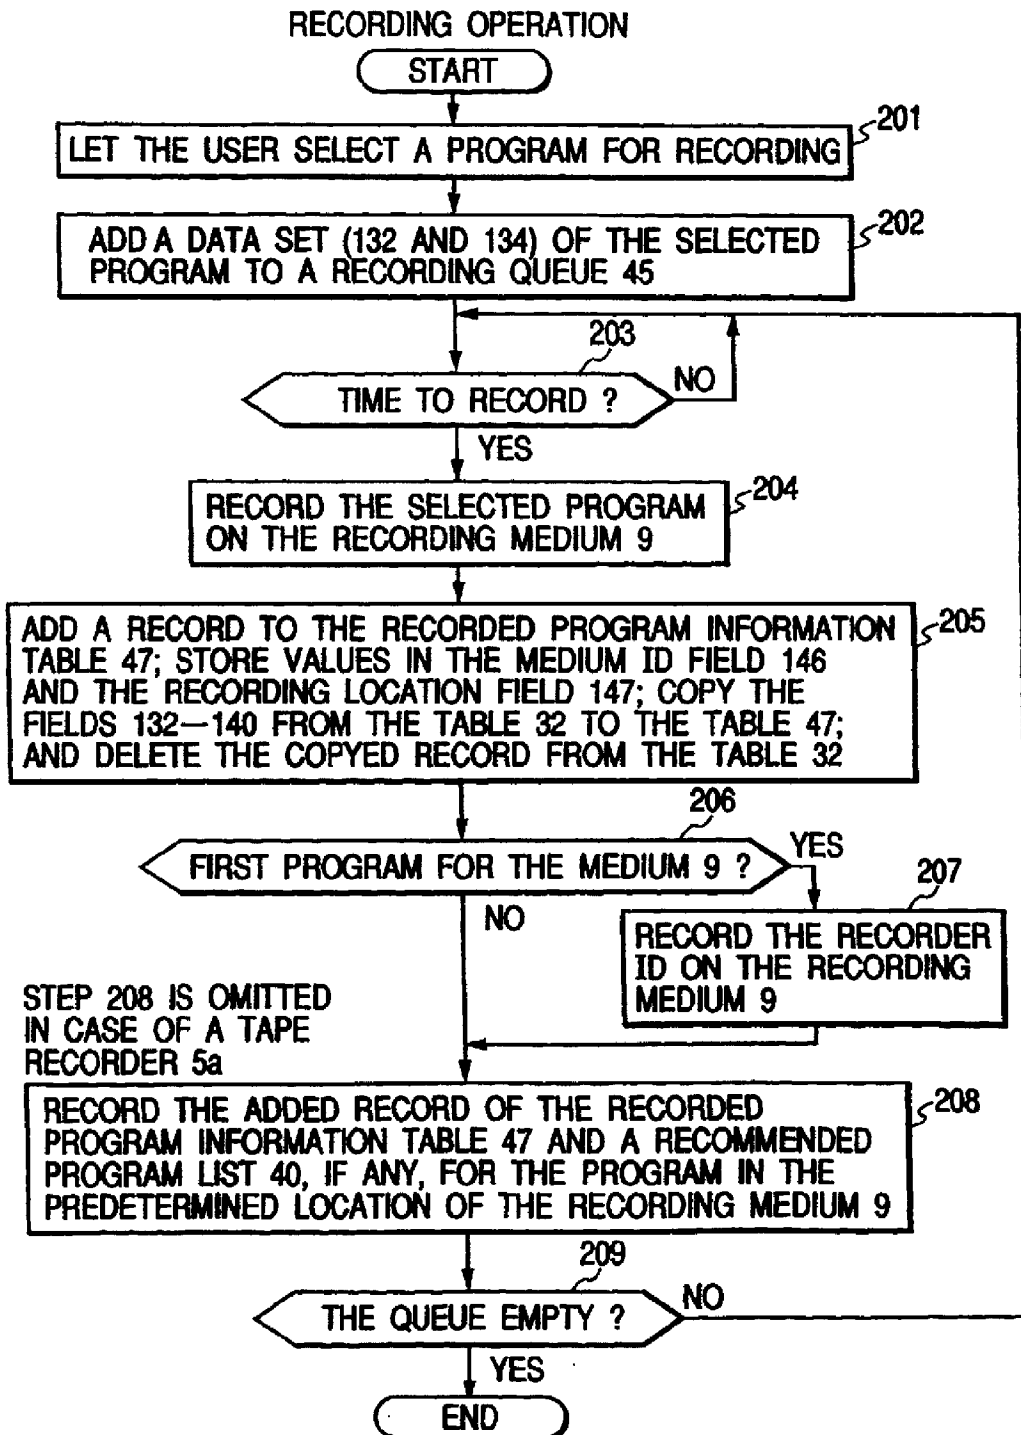 RECORDING OPERATION
START
201
LET THE USER SELECT A PROGRAM FOR RECORDING
202
ADD A DATA SET (132 AND 134) OF THE SELECTED
PROGRAM TO A RECORDING QUEUE 45
203
TIME TO RECORD ?
NO
YES
204
RECORD THE SELECTED PROGRAM
ON THE RECORDING MEDIUM 9
205
ADD A RECORD TO THE RECORDED PROGRAM INFORMATION
TABLE 47; STORE VALUES IN THE MEDIUM ID FIELD 146
AND THE RECORDING LOCATION FIELD 147; COPY THE
FIELDS 132—140 FROM THE TABLE 32 TO THE TABLE 47;
AND DELETE THE COPYED RECORD FROM THE TABLE 32
206
FIRST PROGRAM FOR THE MEDIUM 9 ?
YES
NO
207
RECORD THE RECORDER
ID ON THE RECORDING
MEDIUM 9
STEP 208 IS OMITTED
IN CASE OF A TAPE
RECORDER 5a
208
RECORD THE ADDED RECORD OF THE RECORDED
PROGRAM INFORMATION TABLE 47 AND A RECOMMENDED
PROGRAM LIST 40, IF ANY, FOR THE PROGRAM IN THE
PREDETERMINED LOCATION OF THE RECORDING MEDIUM 9
209
THE QUEUE EMPTY ?
NO
YES
END